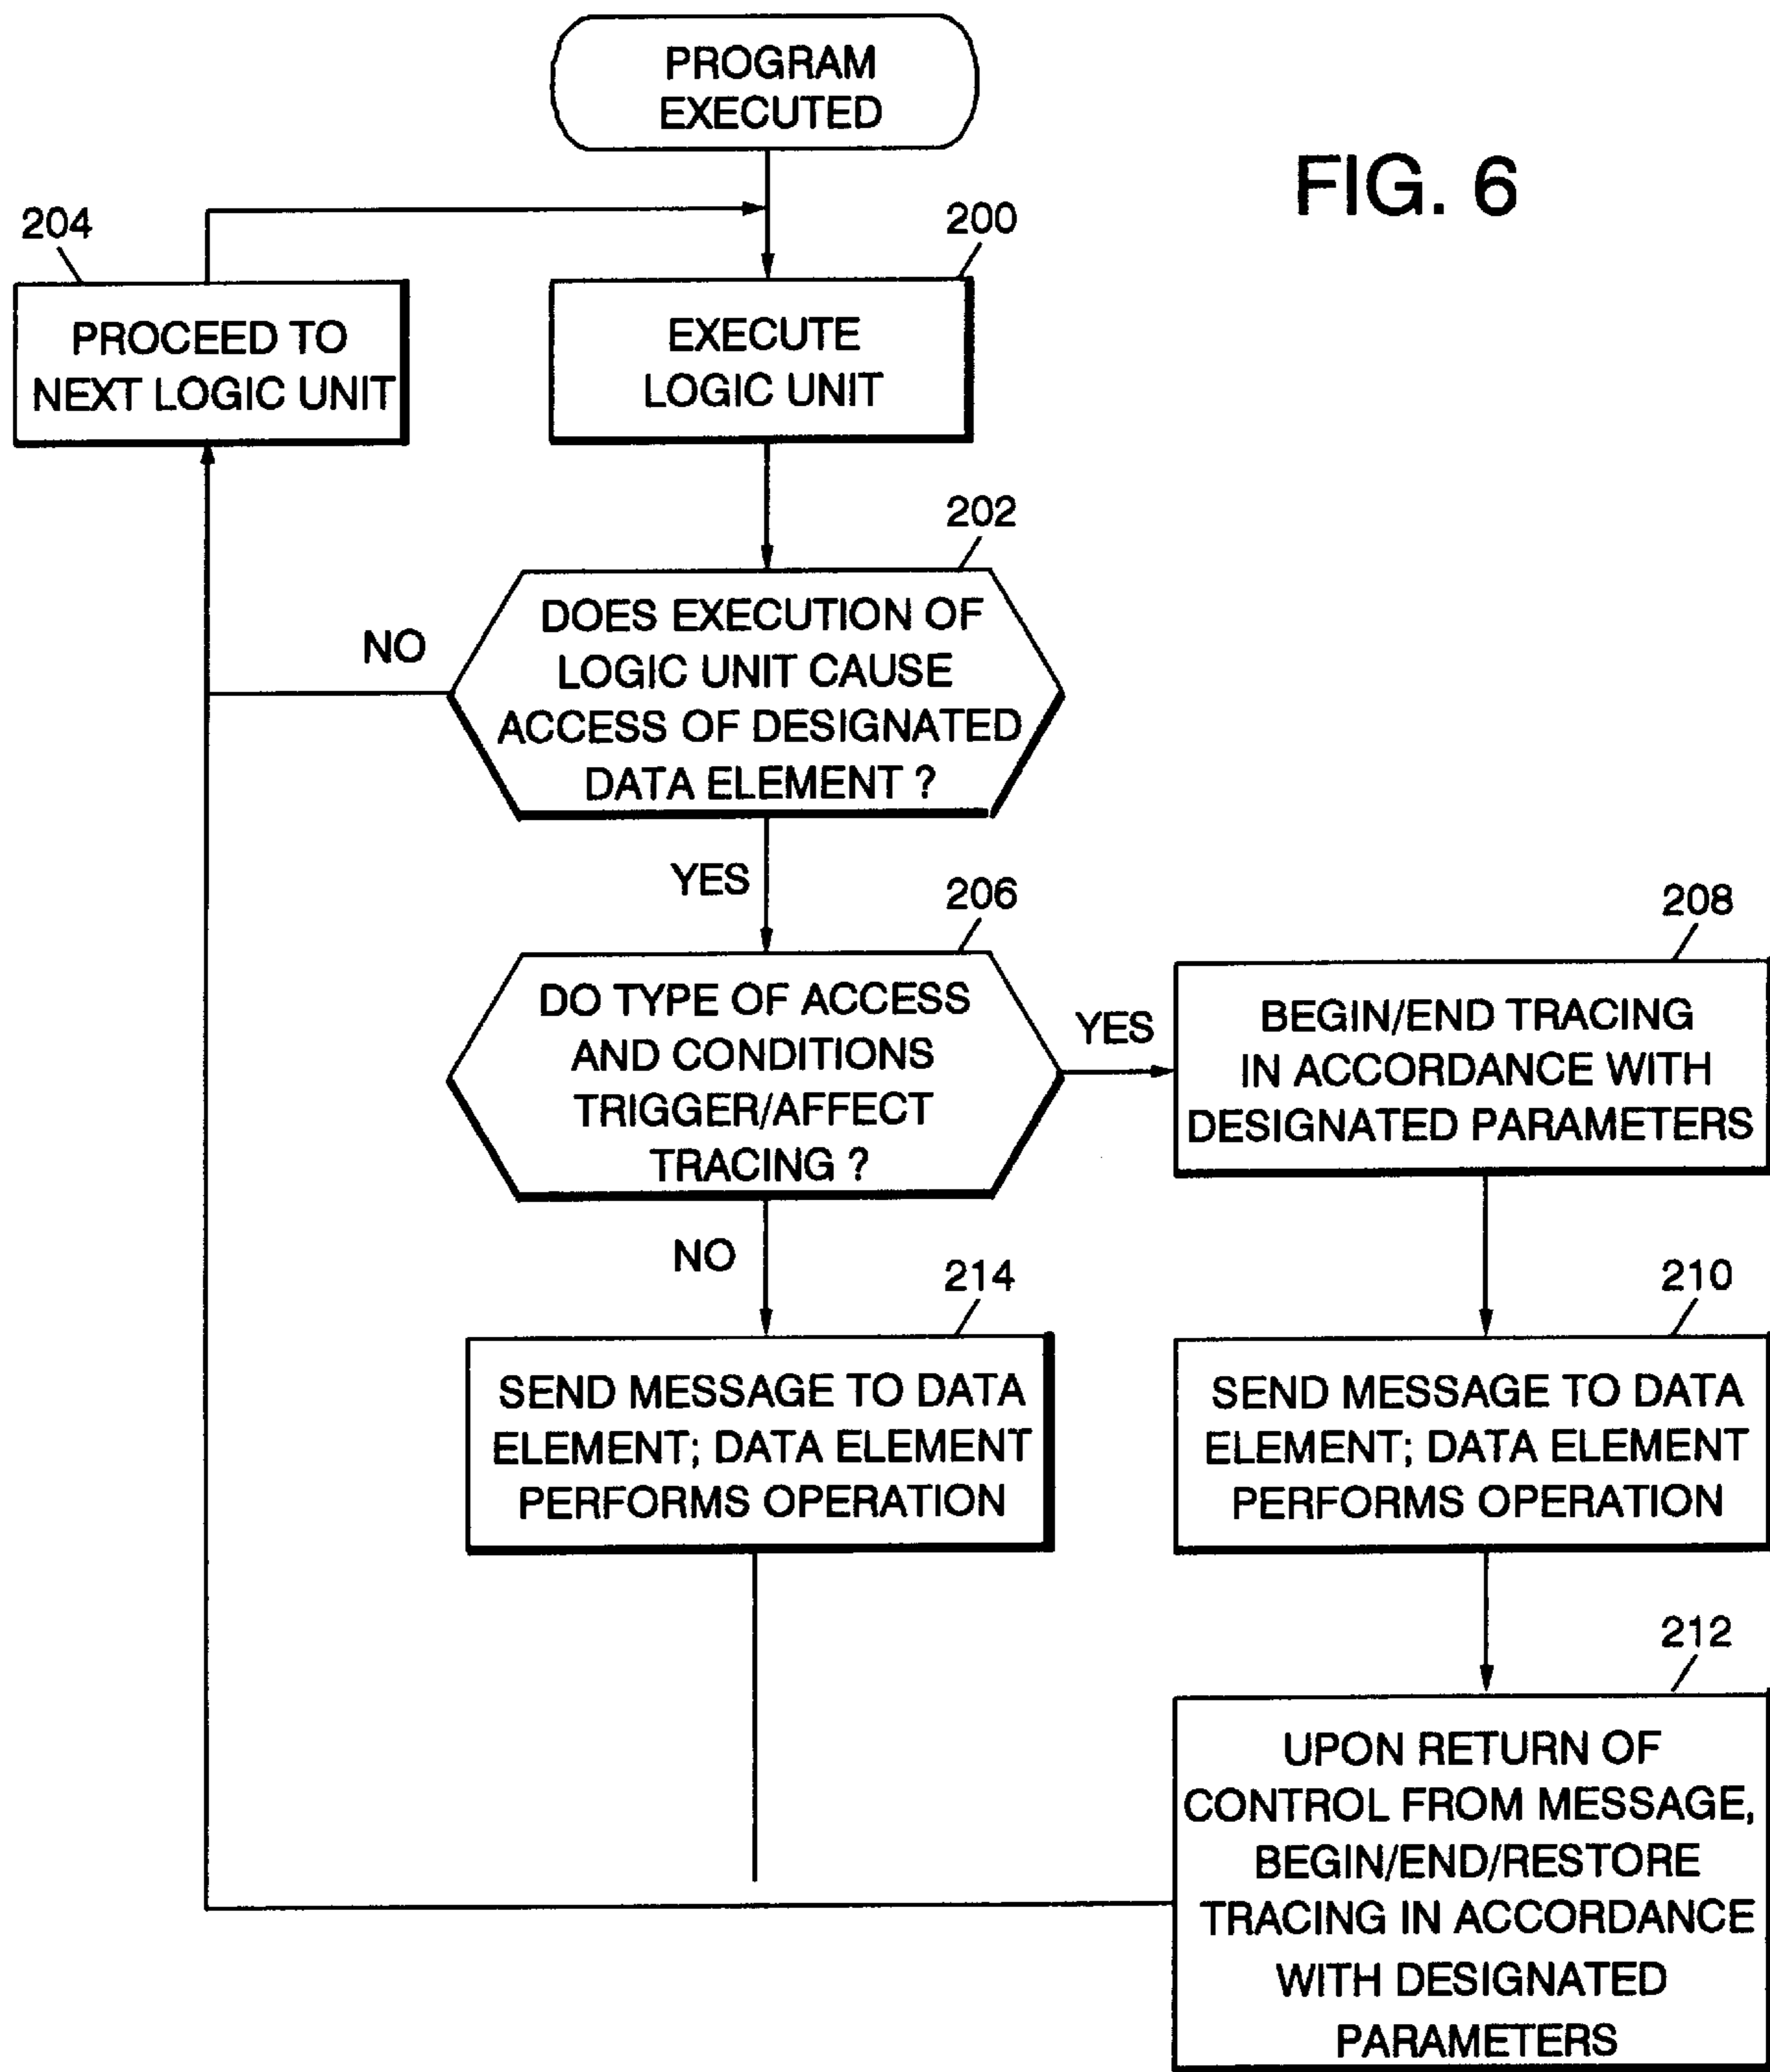 PROGRAM
EXECUTED
FIG. 6
204
200
PROCEED TO
NEXT LOGIC UNIT
EXECUTE
LOGIC UNIT
202
DOES EXECUTION OF
LOGIC UNIT CAUSE
ACCESS OF DESIGNATED
DATA ELEMENT ?
NO
YES
206
DO TYPE OF ACCESS
AND CONDITIONS
TRIGGER/AFFECT
TRACING ?
YES
208
BEGIN/END TRACING
IN ACCORDANCE WITH
DESIGNATED PARAMETERS
NO
214
SEND MESSAGE TO DATA
ELEMENT; DATA ELEMENT
PERFORMS OPERATION
210
SEND MESSAGE TO DATA
ELEMENT; DATA ELEMENT
PERFORMS OPERATION
212
UPON RETURN OF
CONTROL FROM MESSAGE,
BEGIN/END/RESTORE
TRACING IN ACCORDANCE
WITH DESIGNATED
PARAMETERS